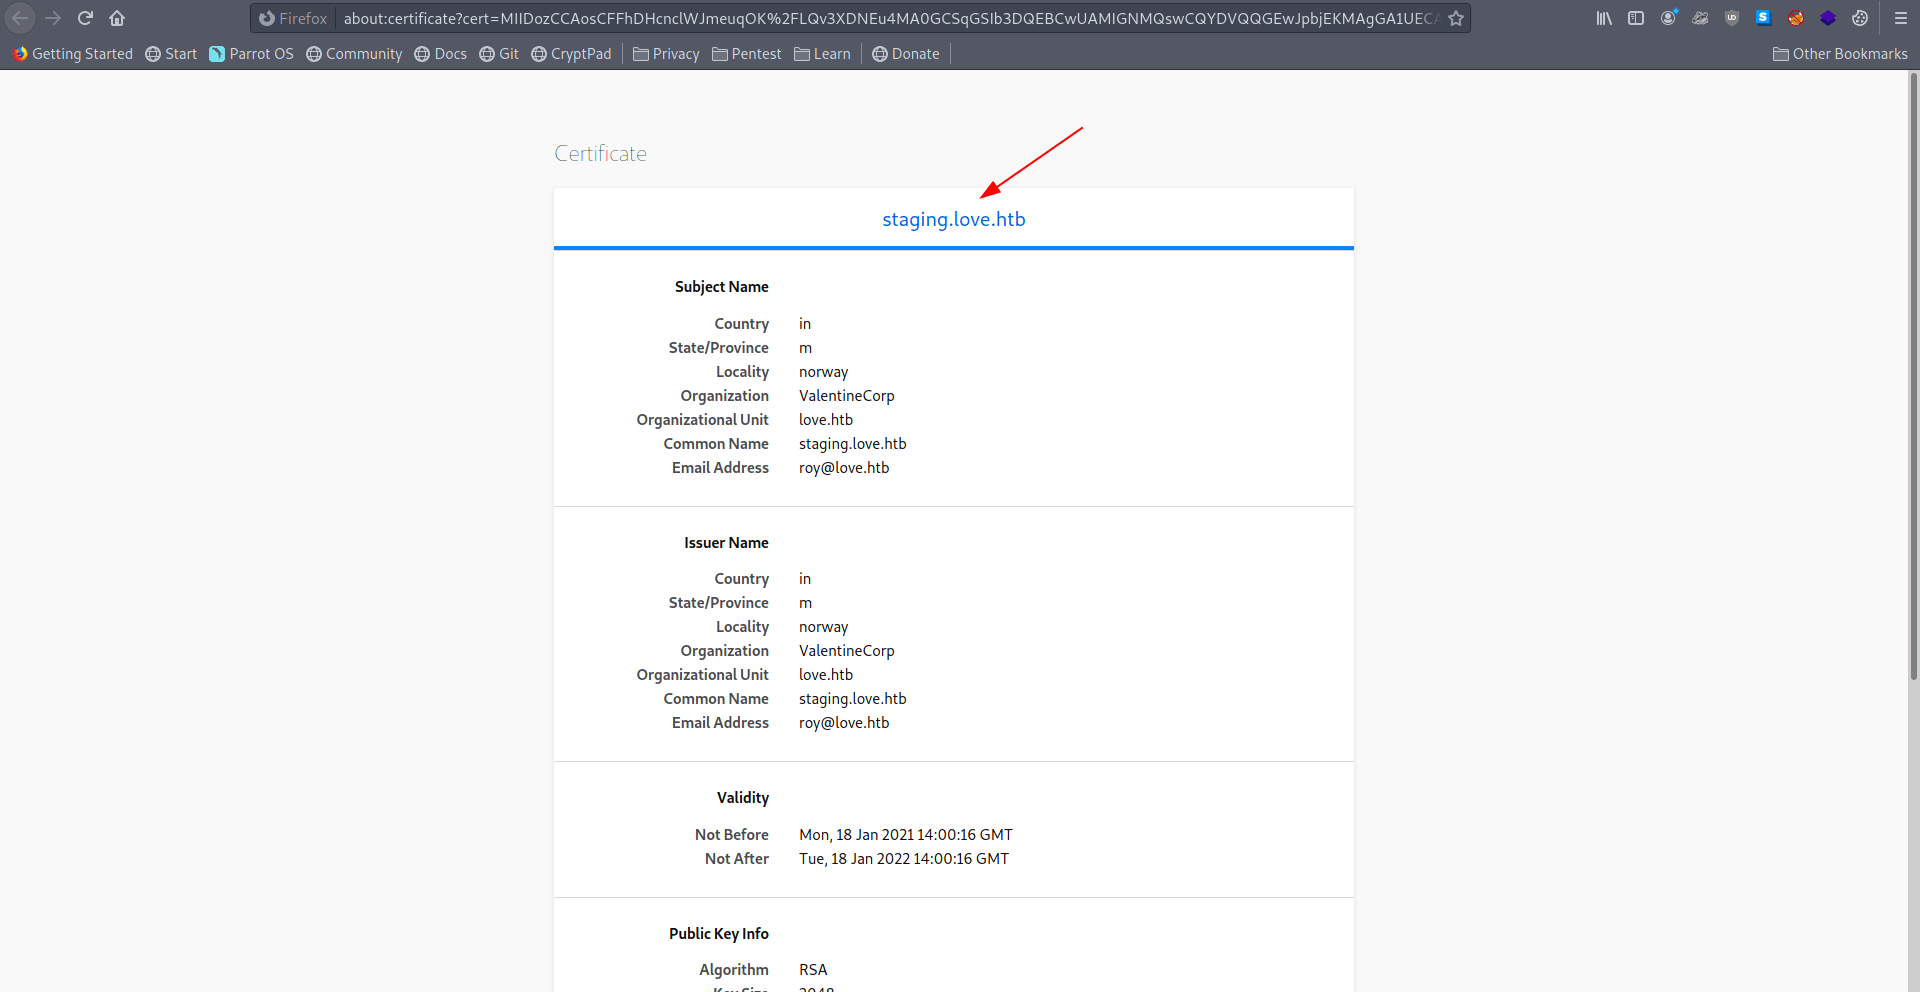 Firefox about:certificate?cert=MIIDozCCAosCFFhDHcnclWJmeuqOK%2FLQv3XDNEu4MA0GCSqGSIb3DQEBCwUAMIGNMQswCQYDVQQGEwJpbjEKMAgGA1UECA
Getting Started Start Parrot OS Community Docs Git CryptPad Privacy Pentest Learn Donate Other Bookmarks
Certificate
staging.love.htb
Subject Name
Country in
State/Province m
Locality norway
Organization ValentineCorp
Organizational Unit love.htb
Common Name staging.love.htb
Email Address roy@love.htb
Issuer Name
Country in
State/Province m
Locality norway
Organization ValentineCorp
Organizational Unit love.htb
Common Name staging.love.htb
Email Address roy@love.htb
Validity
Not Before Mon, 18 Jan 2021 14:00:16 GMT
Not After Tue, 18 Jan 2022 14:00:16 GMT
Public Key Info
Algorithm RSA
Key Size 2048